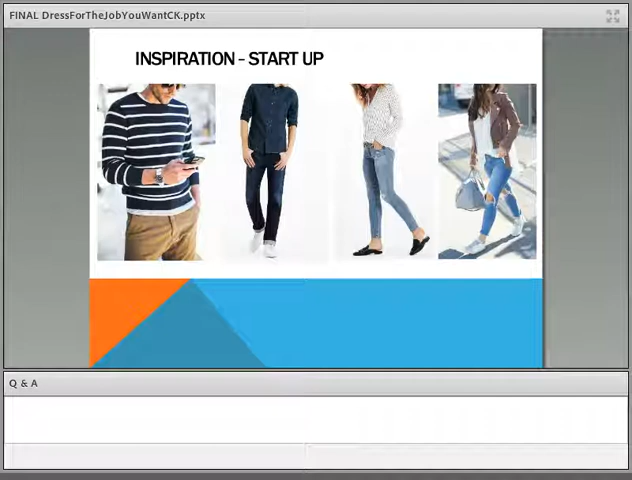 FINAL DressForTheJobYouWantCK.pptx
INSPIRATION – START UP
Q & A